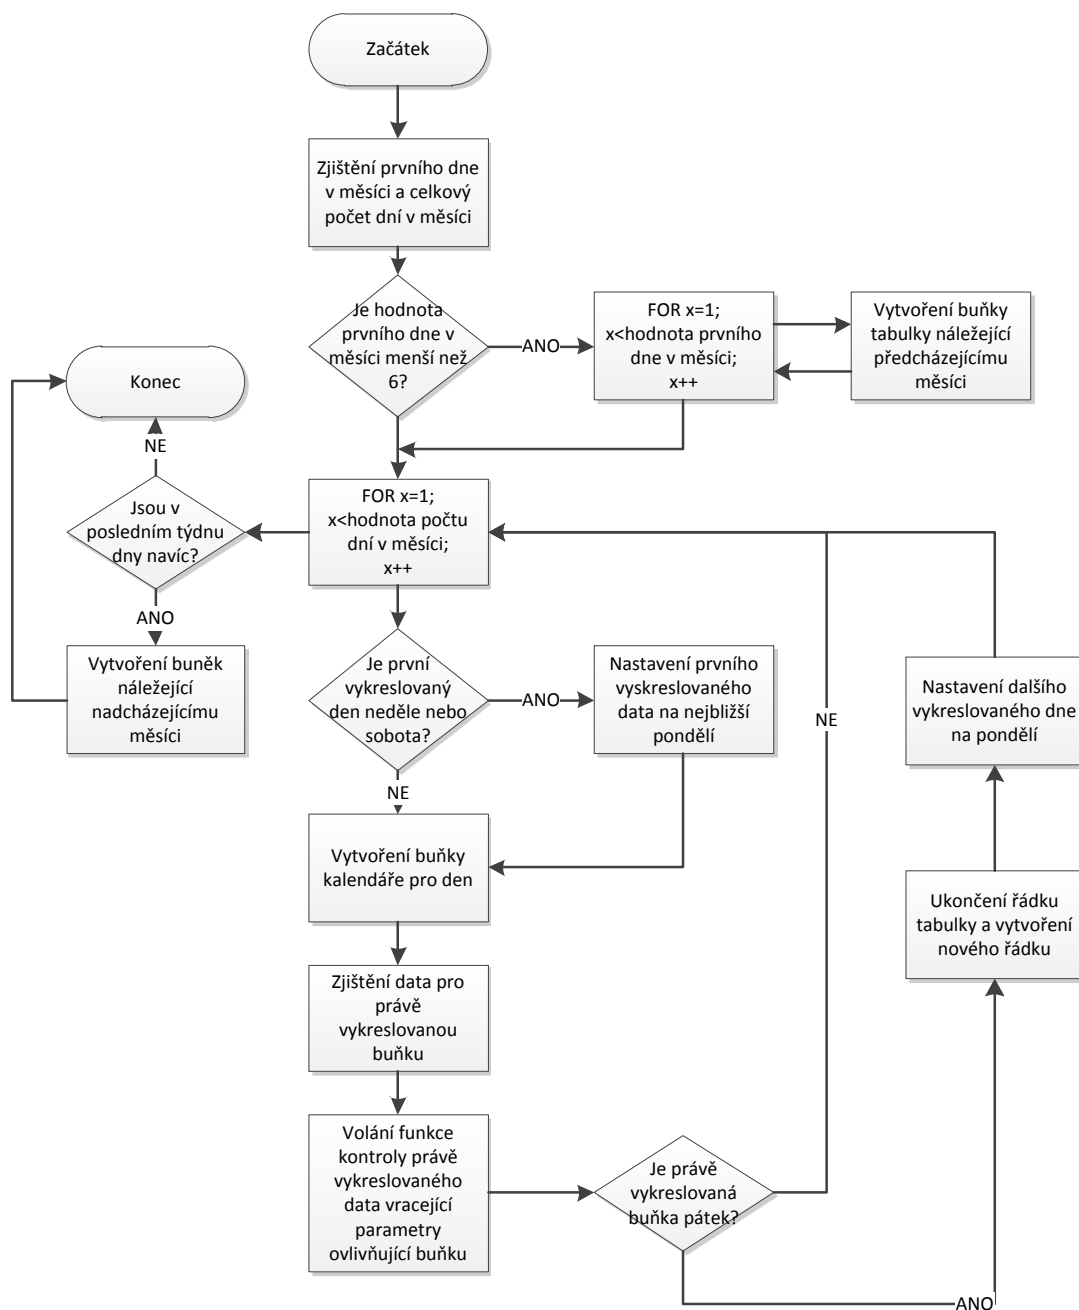 Začátek
Zjištění prvního dne
v měsíci a celkový
počet dní v měsíci
Je hodnota
prvního dne v
měsíci menší než
6?
ANO
FOR x=1;
x<hodnota prvního
dne v měsíci;
x++
Vytvoření buňky
tabulky náležející
předcházejícímu
měsíci
Konec
NE
Jsou v
posledním týdnu
dny navíc?
ANO
Vytvoření buněk
náležející
nadcházejícímu
měsíci
FOR x=1;
x<hodnota počtu
dní v měsíci;
x++
Je první
vykreslovaný
den neděle nebo
sobota?
ANO
Nastavení prvního
vyskreslovaného
data na nejbližší
pondělí
NE
Nastavení dalšího
vykreslovaného dne
na pondělí
NE
Vytvoření buňky
kalendáře pro den
Ukončení řádku
tabulky a vytvoření
nového řádku
Zjištění data pro
právě
vykreslovanou
buňku
Volání funkce
kontroly právě
vykreslovaného
data vracející
parametry
ovlivňující buňku
Je právě
vykreslovaná
buňka pátek?
ANO